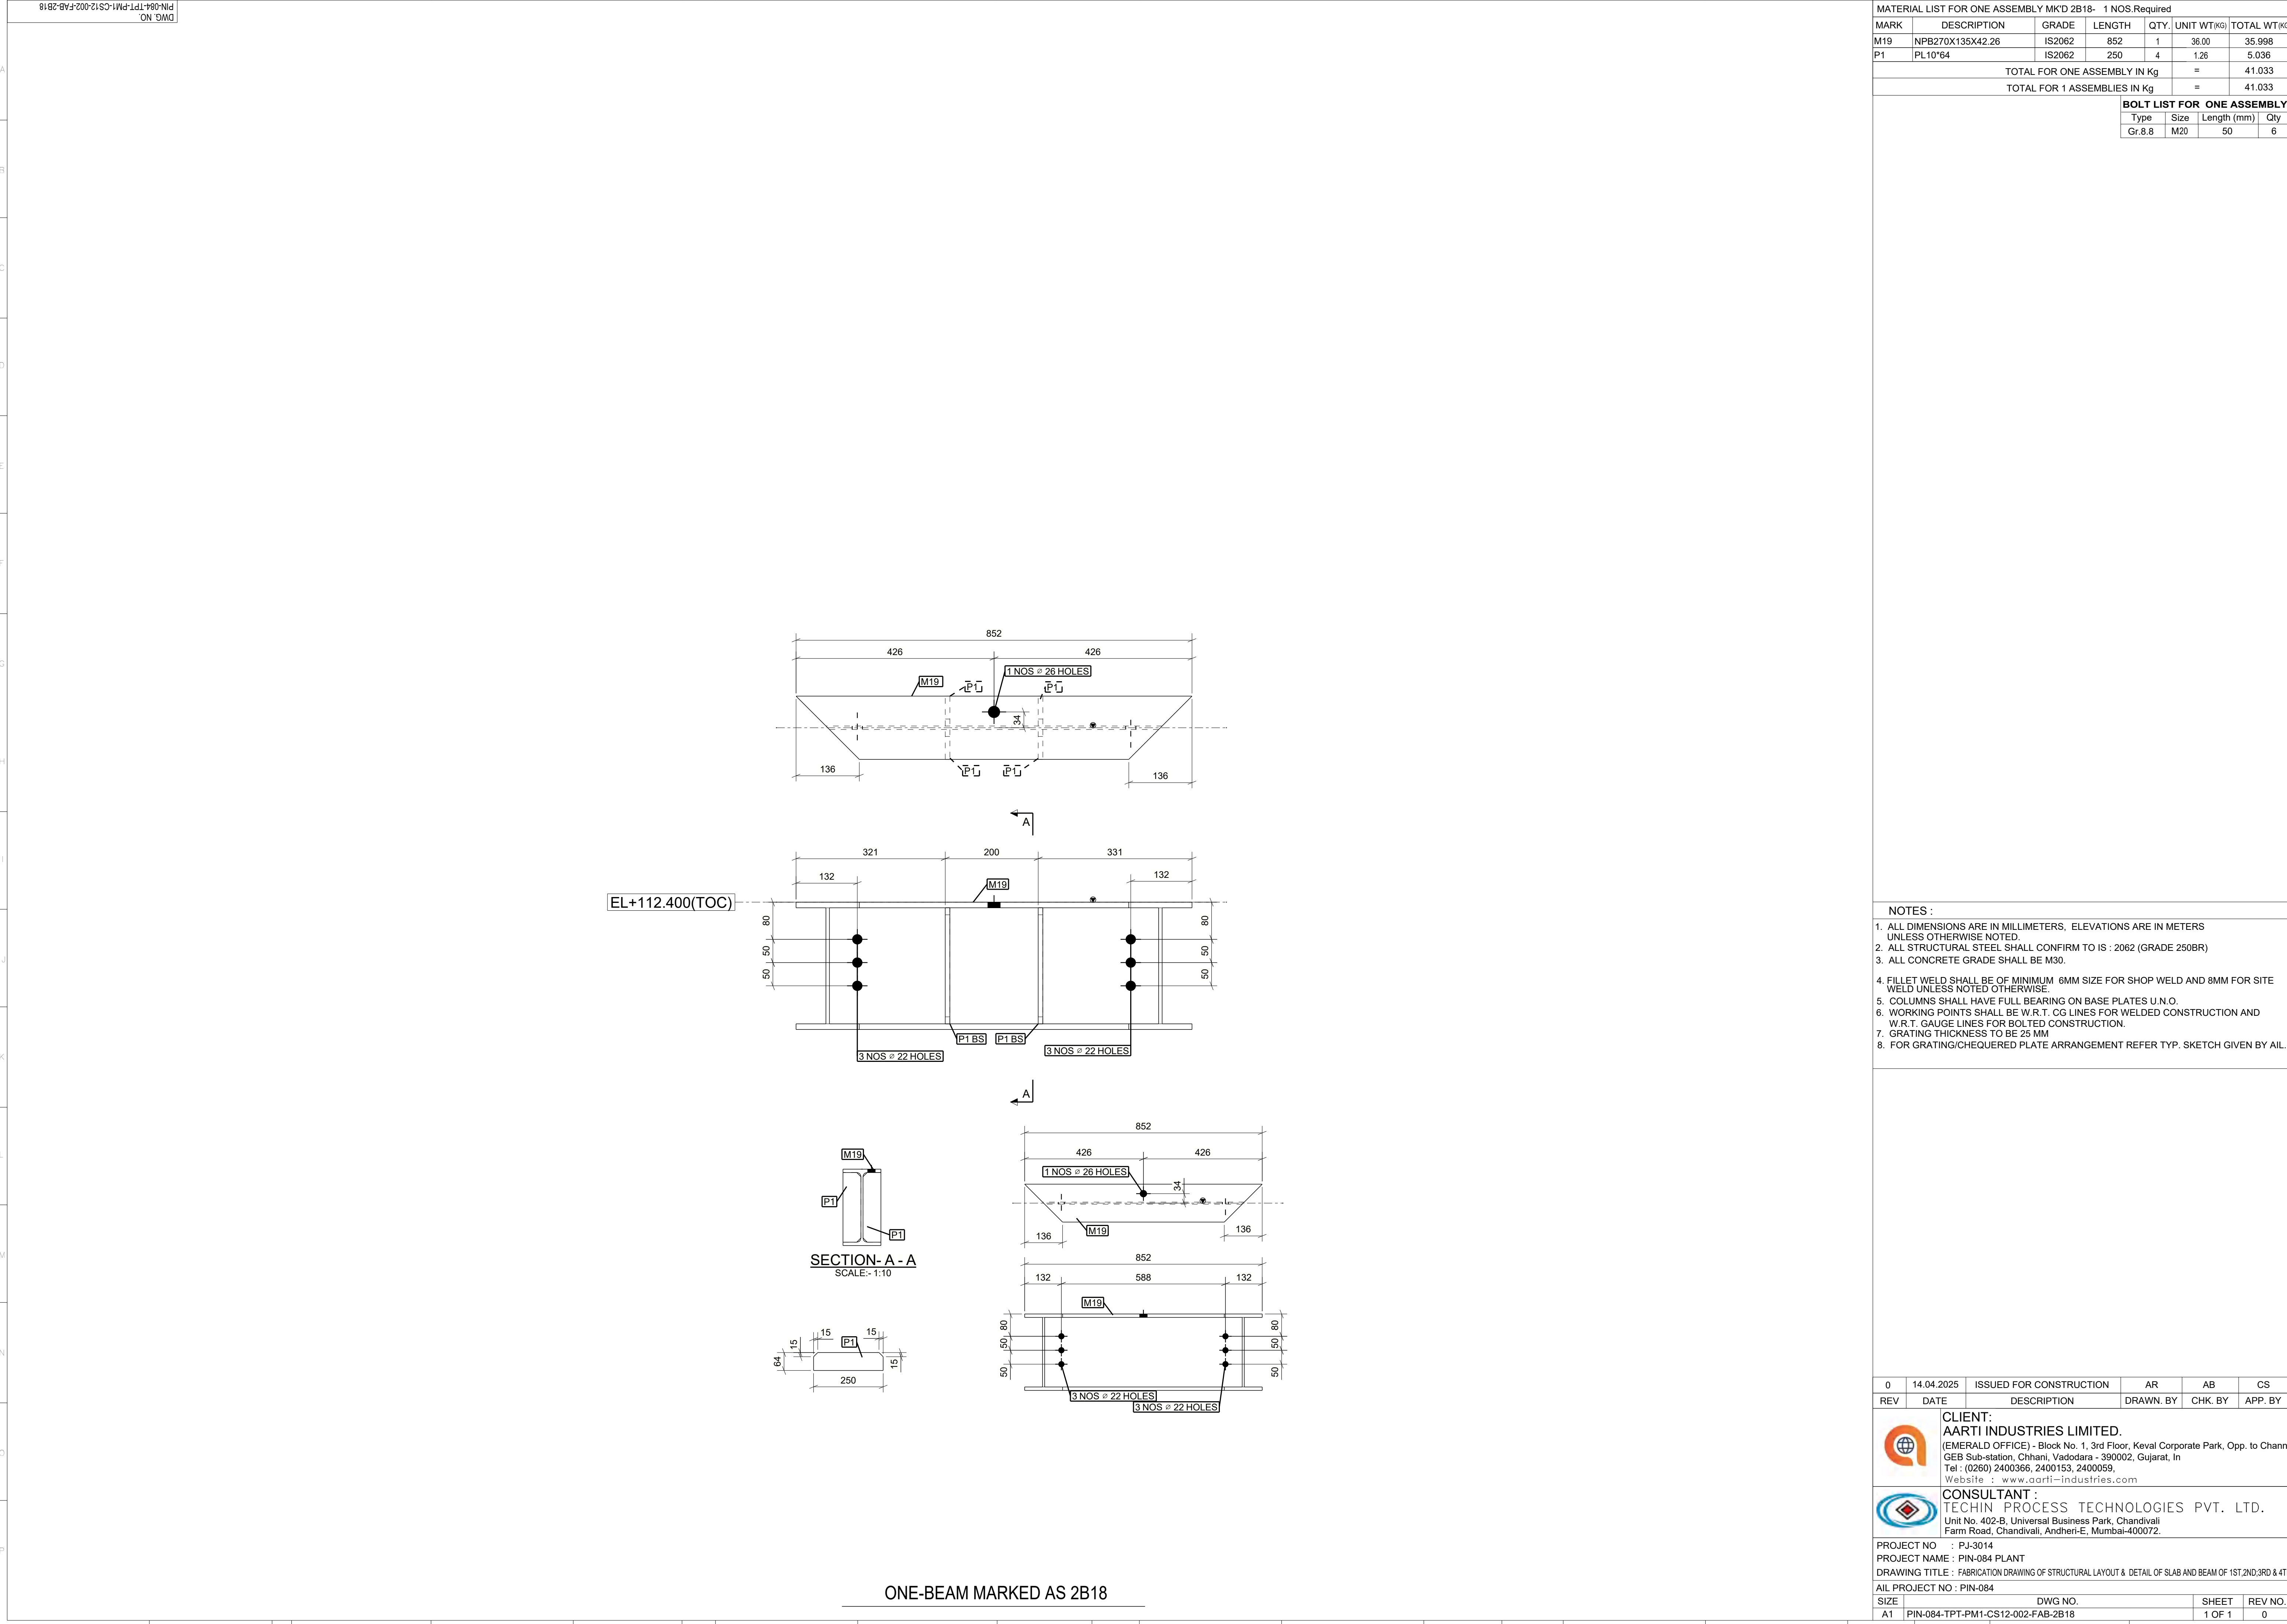 DWG. NO.
PIN-084-TPT-PM1-CS12-002-FAB-2B18
MATERIAL LIST FOR ONE ASSEMBLY MK'D 2B18- 1 NOS.Required
MARK DESCRIPTION GRADE LENGTH QTY. UNIT WT(KG) TOTAL WT(KG
M19 NPB270X135X42.26 IS2062 852 1 36.00 35.998
P1 PL10*64 IS2062 250 4 1.26 5.036
TOTAL FOR ONE ASSEMBLY IN Kg = 41.033
TOTAL FOR 1 ASSEMBLIES IN Kg = 41.033
BOLT LIST FOR ONE ASSEMBLY
Type Size Length (mm) Qty
Gr.8.8 M20 50 6
A
B
C
D
E
F
G
H
I
J
K
L
M
N
O
P
852
426 426
1 NOS ⌀ 26 HOLES
M19 P1 P1
34
136 P1 P1 136
A
321 200 331
132 132
M19
EL+112.400(TOC)
80 80
50 50
50 50
P1 BS P1 BS
3 NOS ⌀ 22 HOLES 3 NOS ⌀ 22 HOLES
A
M19
P1
P1
SECTION- A - A
SCALE:- 1:10
15 15
15 P1
64 15
250
852
426 426
1 NOS ⌀ 26 HOLES
34
M19
136 136
852
132 588 132
M19
80 80
50 50
50 50
3 NOS ⌀ 22 HOLES
3 NOS ⌀ 22 HOLES
ONE-BEAM MARKED AS 2B18
NOTES :
1. ALL DIMENSIONS ARE IN MILLIMETERS, ELEVATIONS ARE IN METERS
UNLESS OTHERWISE NOTED.
2. ALL STRUCTURAL STEEL SHALL CONFIRM TO IS : 2062 (GRADE 250BR)
3. ALL CONCRETE GRADE SHALL BE M30.
4. FILLET WELD SHALL BE OF MINIMUM 6MM SIZE FOR SHOP WELD AND 8MM FOR SITE
WELD UNLESS NOTED OTHERWISE.
5. COLUMNS SHALL HAVE FULL BEARING ON BASE PLATES U.N.O.
6. WORKING POINTS SHALL BE W.R.T. CG LINES FOR WELDED CONSTRUCTION AND
W.R.T. GAUGE LINES FOR BOLTED CONSTRUCTION.
7. GRATING THICKNESS TO BE 25 MM
8. FOR GRATING/CHEQUERED PLATE ARRANGEMENT REFER TYP. SKETCH GIVEN BY AIL.
0 14.04.2025 ISSUED FOR CONSTRUCTION AR AB CS
REV DATE DESCRIPTION DRAWN. BY CHK. BY APP. BY
CLIENT:
AARTI INDUSTRIES LIMITED.
(EMERALD OFFICE) - Block No. 1, 3rd Floor, Keval Corporate Park, Opp. to Chann
GEB Sub-station, Chhani, Vadodara - 390002, Gujarat, In
Tel : (0260) 2400366, 2400153, 2400059,
Website : www.aarti-industries.com
CONSULTANT :
TECHIN PROCESS TECHNOLOGIES PVT. LTD.
Unit No. 402-B, Universal Business Park, Chandivali
Farm Road, Chandivali, Andheri-E, Mumbai-400072.
PROJECT NO : PJ-3014
PROJECT NAME : PIN-084 PLANT
DRAWING TITLE : FABRICATION DRAWING OF STRUCTURAL LAYOUT & DETAIL OF SLAB AND BEAM OF 1ST,2ND,3RD & 4T
AIL PROJECT NO : PIN-084
SIZE DWG NO. SHEET REV NO.
A1 PIN-084-TPT-PM1-CS12-002-FAB-2B18 1 OF 1 0